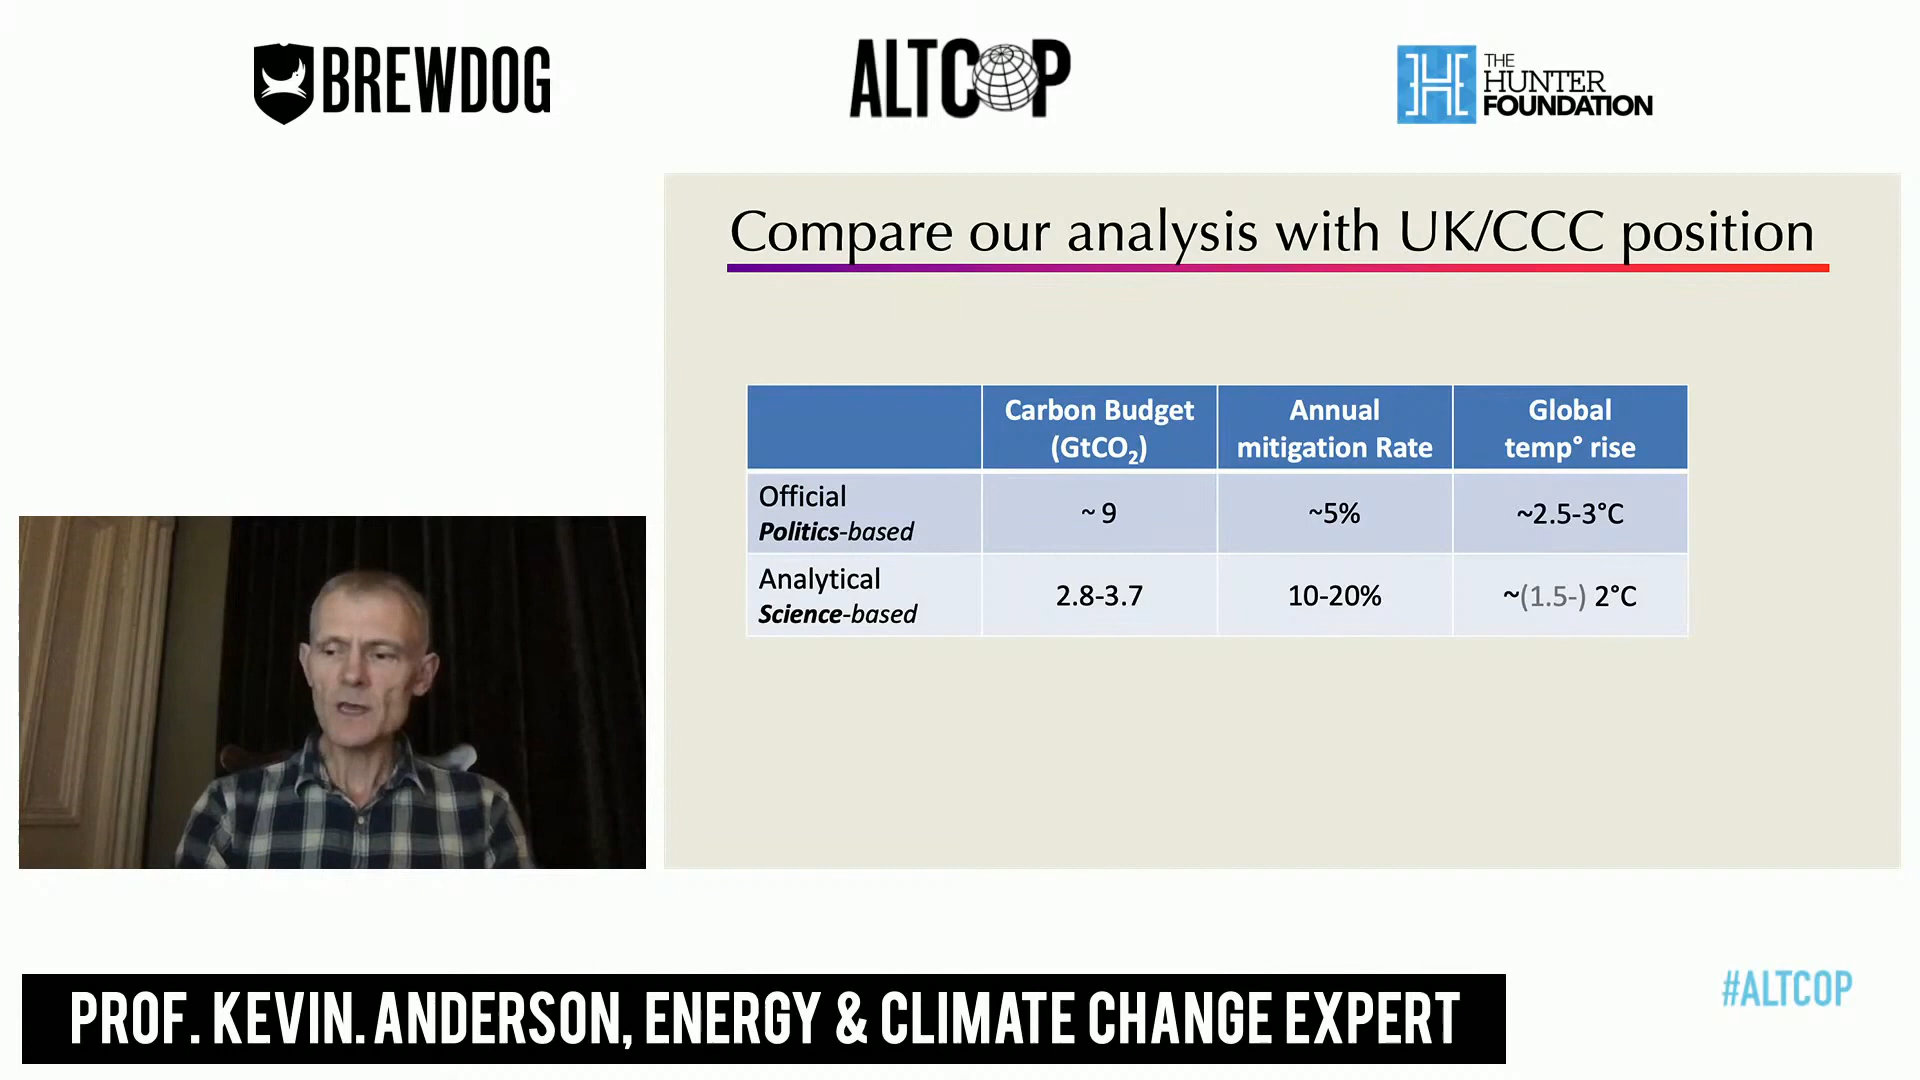 BREWDOG
ALTCOP
THE
HUNTER
FOUNDATION
Compare our analysis with UK/CCC position
Carbon Budget
(GtCO₂)
Annual
mitigation Rate
Global
temp° rise
Official
Politics-based
~ 9
~5%
~2.5-3°C
Analytical
Science-based
2.8-3.7
10-20%
~(1.5-) 2°C
PROF. KEVIN. ANDERSON, ENERGY & CLIMATE CHANGE EXPERT
#ALTCOP